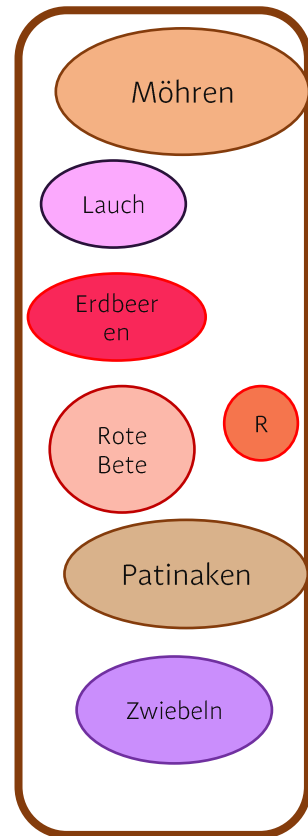 Möhren
Lauch
Erdbeer
en
Rote
Bete
R
Patinaken
Zwiebeln